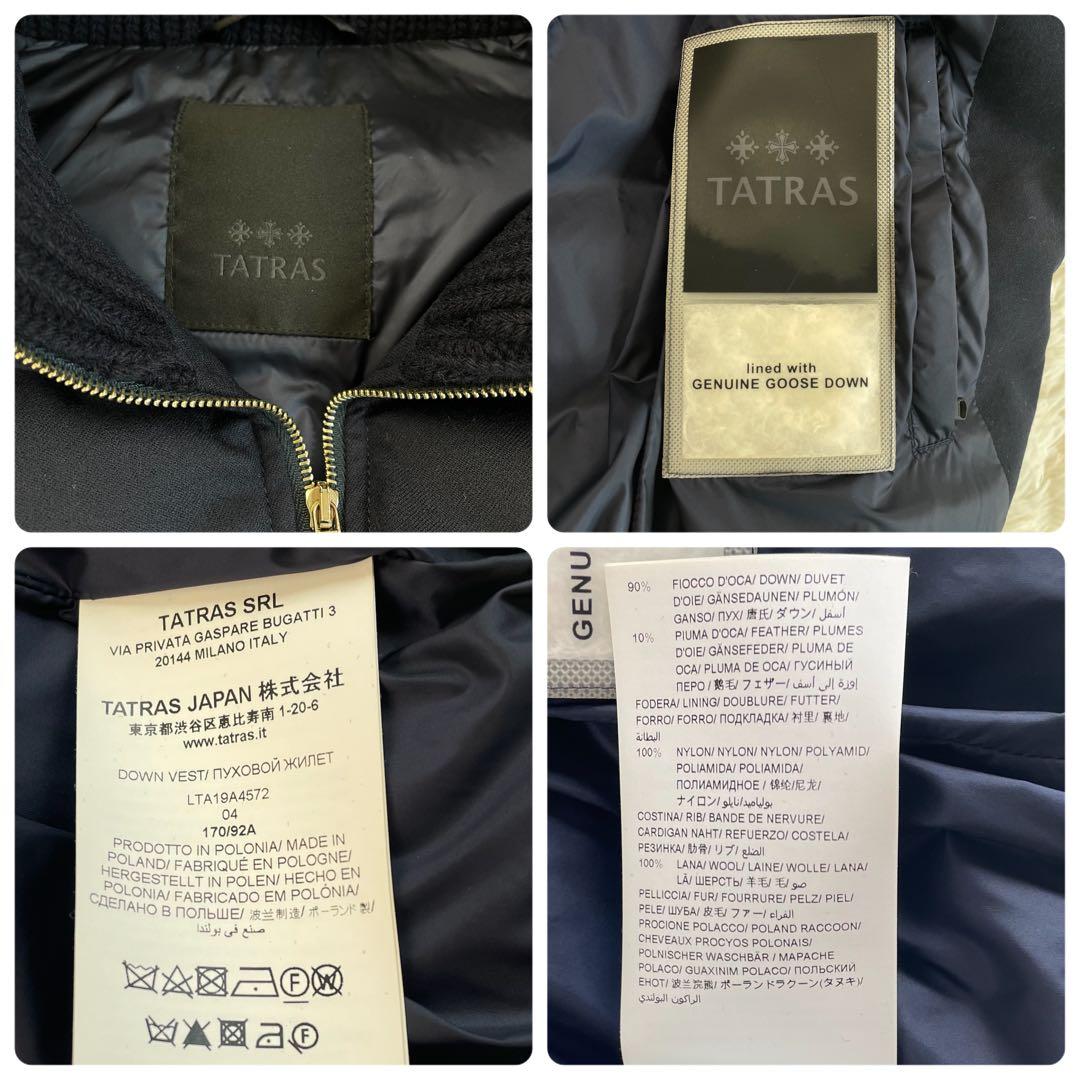 TATRAS
TATRAS
lined with
GENUINE GOOSE DOWN
TATRAS SRL
VIA PRIVATA GASPARE BUGATTI 3
20144 MILANO ITALY
TATRAS JAPAN 株式会社
東京都渋谷区恵比寿南 1-20-6
www.tatras.it
DOWN VEST/ ПУХОВОЙ ЖИЛЕТ
LTA19A4572
04
170/92A
PRODOTTO IN POLONIA/ MADE IN
POLAND/ FABRIQUÉ EN POLOGNE/
HERGESTELLT IN POLEN/ HECHO EN
POLONIA/ FABRICADO EM POLÓNIA/
СДЕЛАНО В ПОЛЬШЕ/ 波兰制造/ ポーランド製/
صنع في بولندا
GENU
90% FIOCCO D'OCA/ DOWN/ DUVET
D'OIE/ GÄNSEDAUNEN/ PLUMÓN/
GANSO/ ПУХ/ 唐氏/ ダウン/ أسفل
10% PIUMA D'OCA/ FEATHER/ PLUMES
D'OIE/ GÄNSEFEDER/ PLUMA DE
OCA/ PLUMA DE OCA/ ГУСИНЫЙ
ПЕРО/ 鵝毛/ フェザー/ إوزة إلى أسف
FODERA/ LINING/ DOUBLURE/ FUTTER/
FORRO/ FORRO/ ПОДКЛАДКА/ 衬里/ 裏地/
البطانة
100% NYLON/ NYLON/ NYLON/ POLYAMID/
POLIAMIDA/ POLIAMIDA/
ПОЛИАМИДНОЕ/ 锦纶/尼龙/
ナイロン/ بولياميد/نايلو
COSTINA/ RIB/ BANDE DE NERVURE/
CARDIGAN NAHT/ REFUERZO/ COSTELA/
РЕЗИНКА/ 肋骨/ リブ/ الضلع
100% LANA/ WOOL/ LAINE/ WOLLE/ LANA/
LÃ/ ШЕРСТЬ/ 羊毛/ 毛/ صو
PELLICCIA/ FUR/ FOURRURE/ PELZ/ PIEL/
PELE/ ШУБА/ 皮毛/ ファー/ الفراء/
PROCIONE POLACCO/ POLAND RACCOON/
CHEVEAUX PROCYOS POLONAIS/
POLNISCHER WASCHBÄR/ MAPACHE
POLACO/ GUAXINIM POLACO/ ПОЛЬСКИЙ
ЕНОТ/ 波兰浣熊/ ポーランドラクーン(タヌキ)/
الراكون البولندي